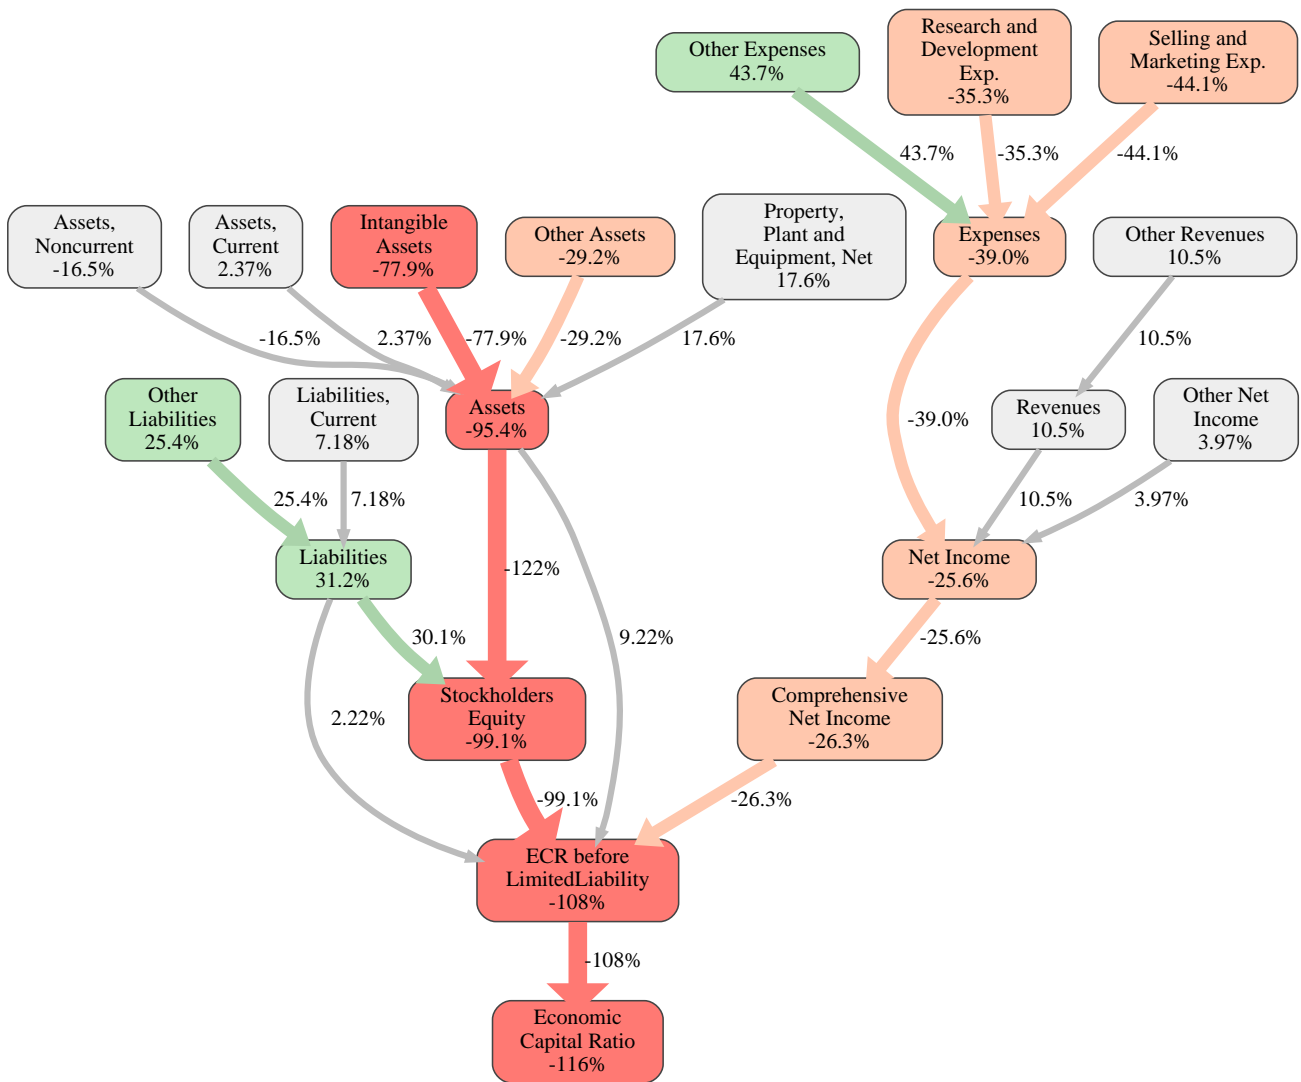 Other Expenses
43.7%
Research and
Development
Exp.
-35.3%
Selling and
Marketing Exp.
-44.1%
43.7%
-35.3%
-44.1%
Assets,
Noncurrent
-16.5%
Assets,
Current
2.37%
Intangible
Assets
-77.9%
Other Assets
-29.2%
Property,
Plant and
Equipment, Net
17.6%
Expenses
-39.0%
Other Revenues
10.5%
-16.5%
2.37%
-77.9%
-29.2%
17.6%
10.5%
Other
Liabilities
25.4%
Liabilities,
Current
7.18%
Assets
-95.4%
-39.0%
Revenues
10.5%
Other Net
Income
3.97%
25.4%
7.18%
10.5%
3.97%
Liabilities
31.2%
-122%
Net Income
-25.6%
30.1%
9.22%
-25.6%
2.22%
Stockholders
Equity
-99.1%
Comprehensive
Net Income
-26.3%
-99.1%
-26.3%
ECR before
LimitedLiability
-108%
-108%
Economic
Capital Ratio
-116%